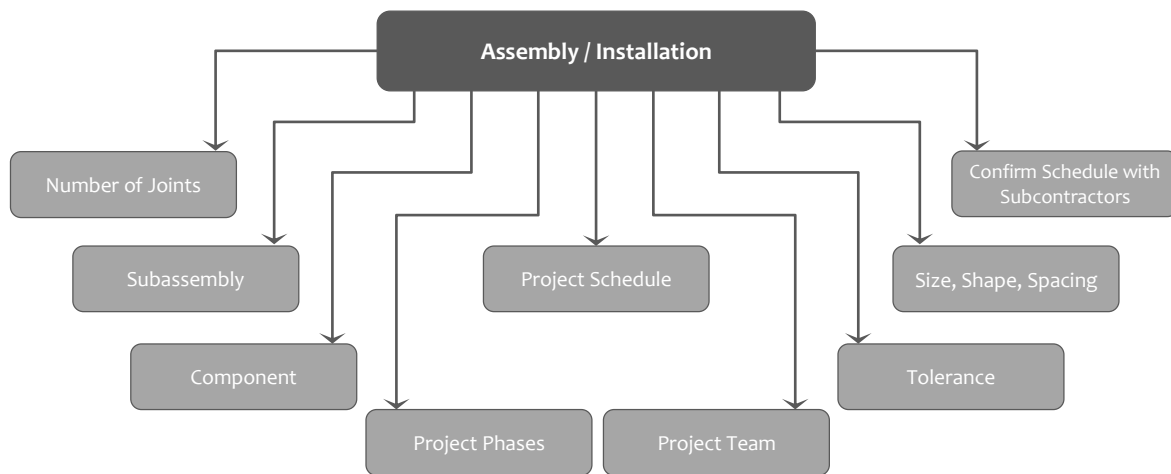 Assembly / Installation
Number of Joints
Confirm Schedule with
Subcontractors
Subassembly
Project Schedule
Size, Shape, Spacing
Component
Tolerance
Project Phases
Project Team